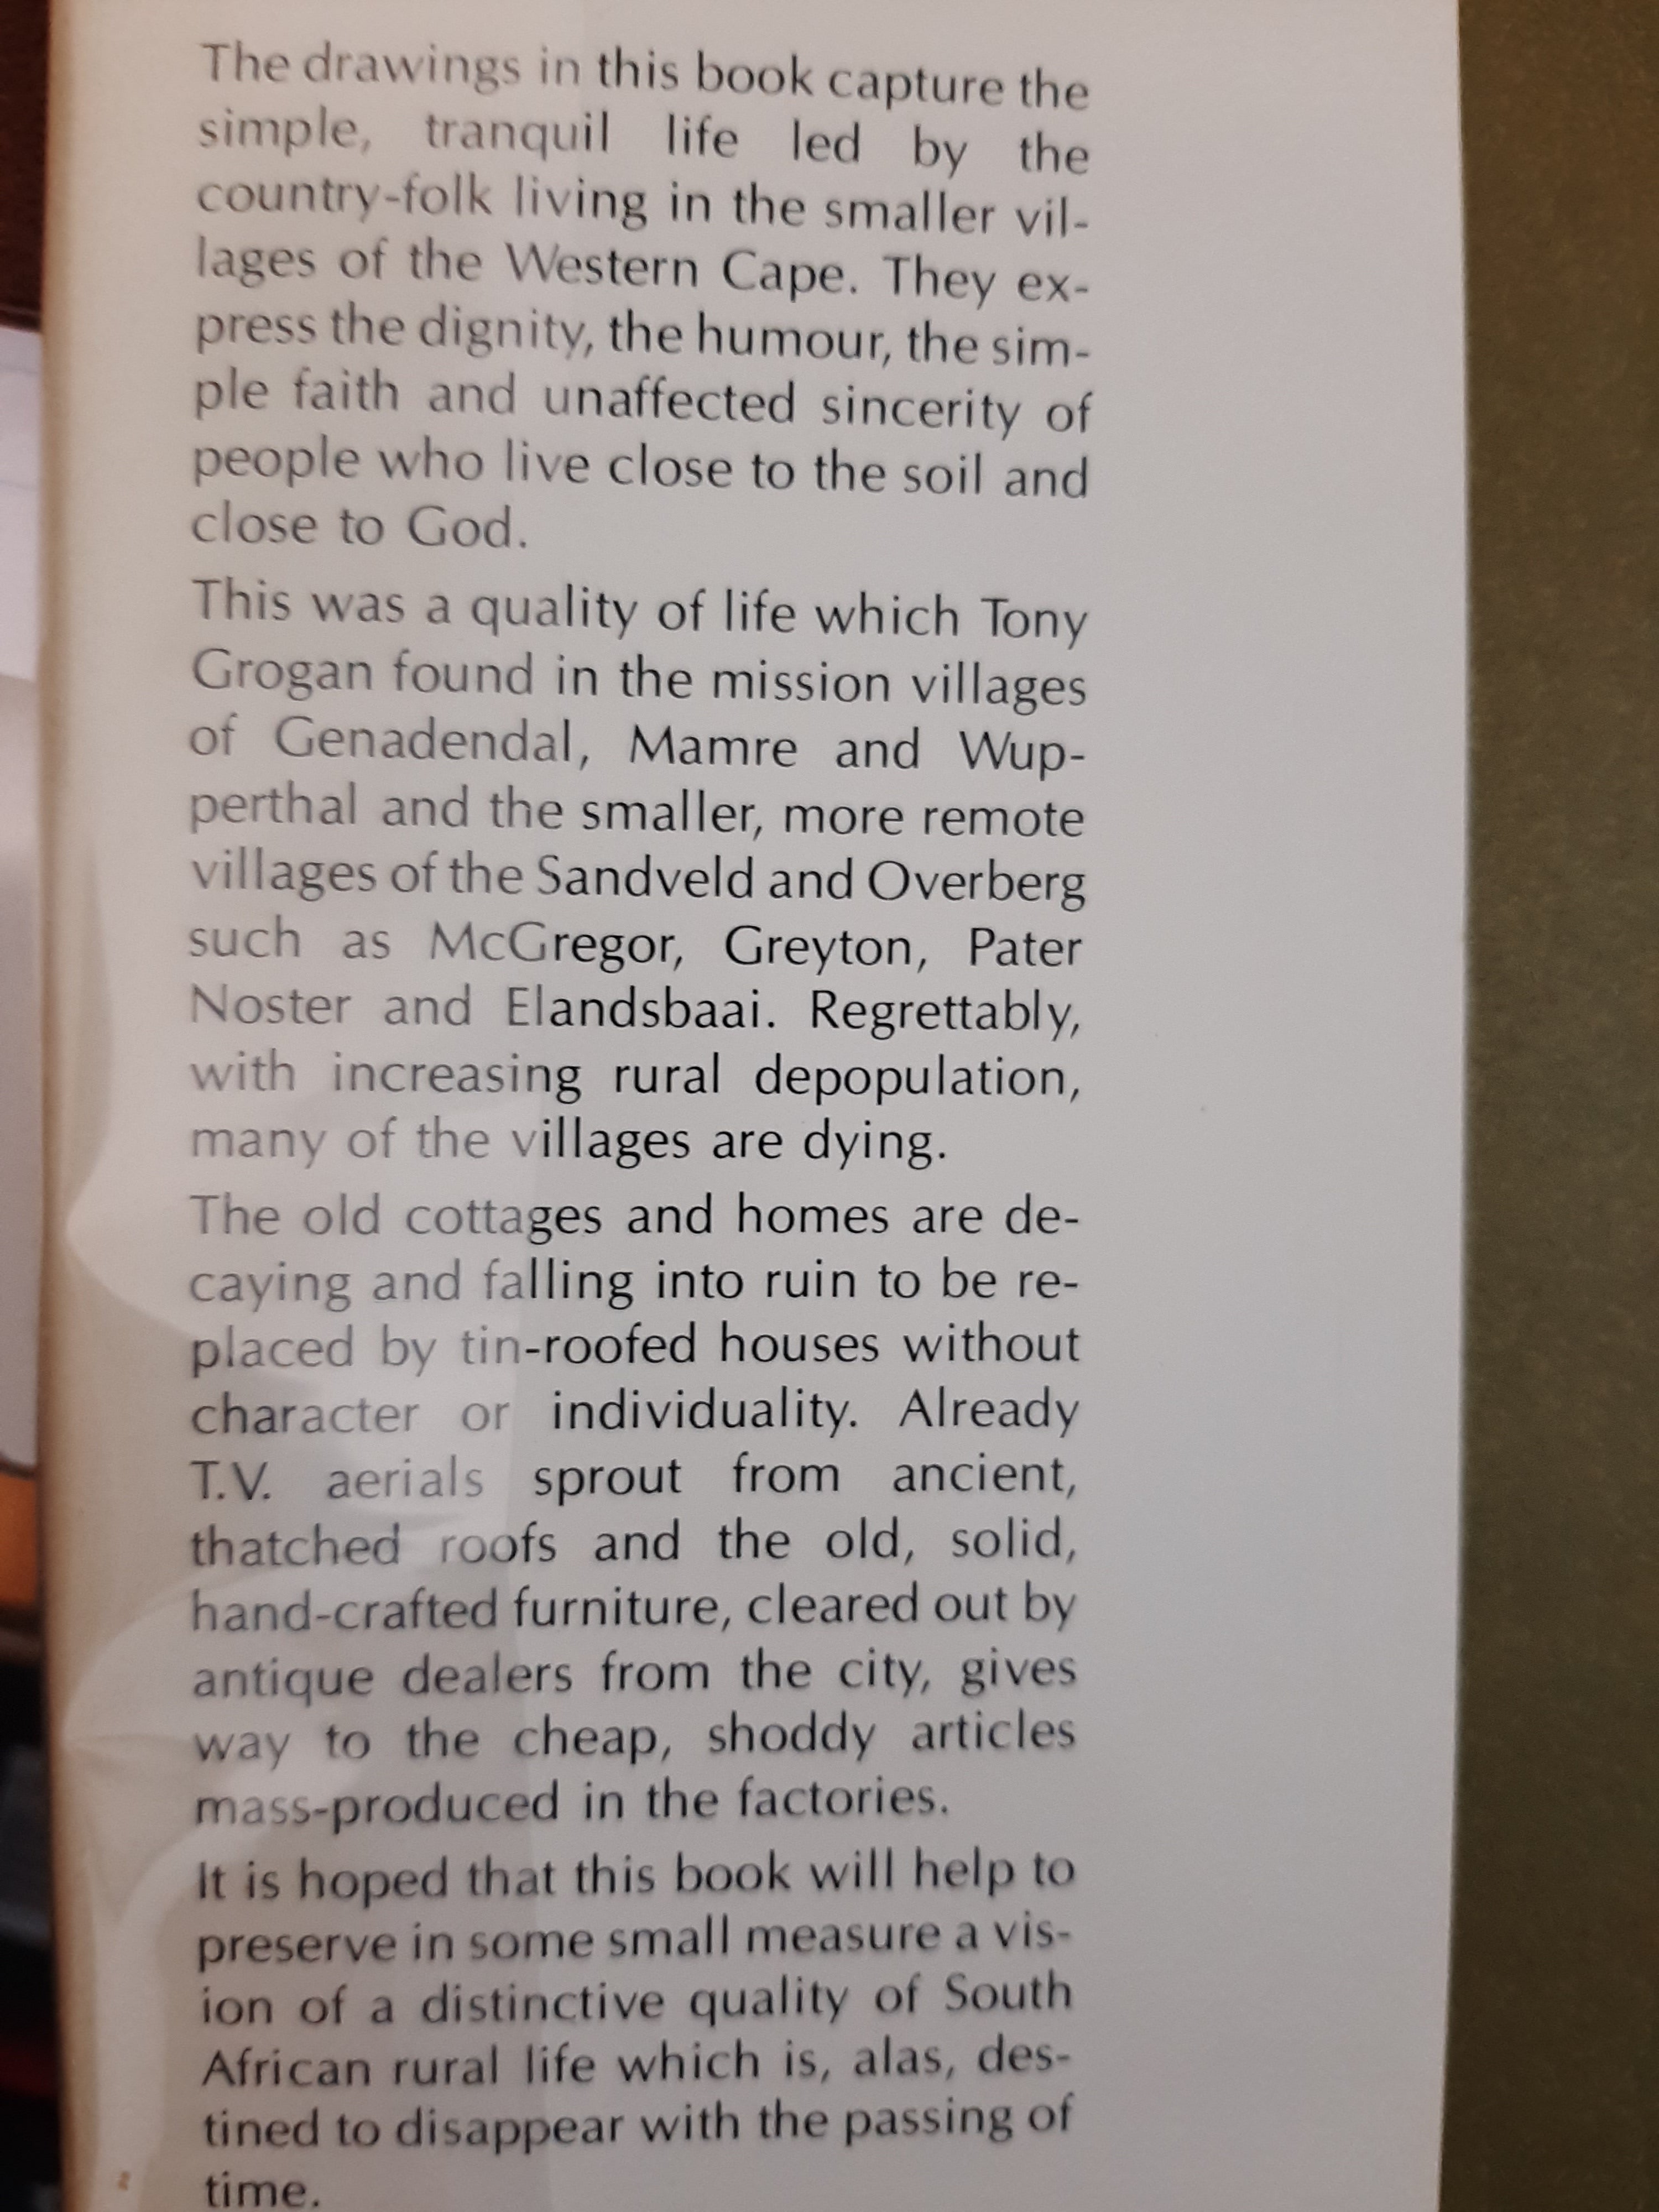 The drawings in this book capture the
simple, tranquil life led by the
country-folk living in the smaller vil-
lages of the Western Cape. They ex-
press the dignity, the humour, the sim-
ple faith and unaffected sincerity of
people who live close to the soil and
close to God.
This was a quality of life which Tony
Grogan found in the mission villages
of Genadendal, Mamre and Wup-
perthal and the smaller, more remote
villages of the Sandveld and Overberg
such as McGregor, Greyton, Pater
Noster and Elandsbaai. Regrettably,
with increasing rural depopulation,
many of the villages are dying.
The old cottages and homes are de-
caying and falling into ruin to be re-
placed by tin-roofed houses without
character or individuality. Already
T.V. aerials sprout from ancient,
thatched roofs and the old, solid,
hand-crafted furniture, cleared out by
antique dealers from the city, gives
way to the cheap, shoddy articles
mass-produced in the factories.
It is hoped that this book will help to
preserve in some small measure a vis-
ion of a distinctive quality of South
African rural life which is, alas, des-
tined to disappear with the passing of
time.